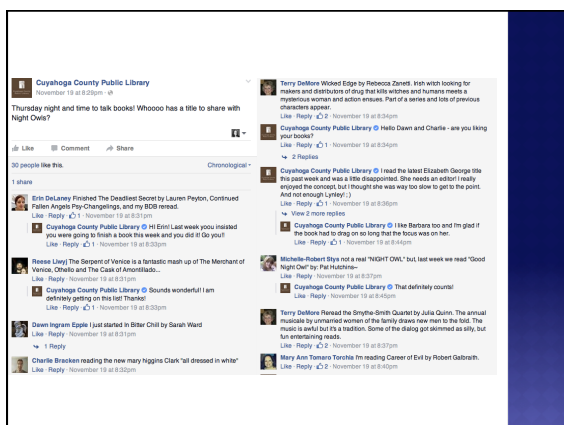 Cuyahoga County Public Library
November 19 at 8:29pm ·
Thursday night and time to talk books! Whoooo has a title to share with
Night Owls?
Like Comment Share
30 people like this.
Chronological
1 share
Erin DeLaney Finished The Deadliest Secret by Lauren Peyton, Continued
Fallen Angels Psy-Changelings, and my BDB reread.
Like · Reply · 1 · November 19 at 8:31pm
Cuyahoga County Public Library HI Erin! Last week yoou insisted
you were going to finish a book this week and you did it! Go you!!
Like · Reply · 1 · November 19 at 8:33pm
Reese Llwyj The Serpent of Venice is a fantastic mash up of The Merchant of
Venice, Othello and The Cask of Amontillado...
Like · Reply · November 19 at 8:31pm
Cuyahoga County Public Library Sounds wonderful! I am
definitely getting on this list! Thanks!
Like · Reply · November 19 at 8:33pm
Dawn Ingram Epple I just started In Bitter Chill by Sarah Ward
Like · Reply · November 19 at 8:31pm
1 Reply
Charlie Bracken reading the new mary higgins Clark "all dressed in white"
Like · Reply · November 19 at 8:32pm
Terry DeMore Wicked Edge by Rebecca Zanetti. Irish witch looking for
makers and distributors of drug that kills witches and humans meets a
mysterious woman and action ensues. Part of a series and lots of previous
characters appear.
Like · Reply · 2 · November 19 at 8:34pm
Cuyahoga County Public Library Hello Dawn and Charlie - are you liking
your books?
Like · Reply · 1 · November 19 at 8:34pm
2 Replies
Cuyahoga County Public Library I read the latest Elizabeth George title
this past week and was a little disappointed. She needs an editor! I really
enjoyed the concept, but I thought she was way too slow to get to the point.
And not enough Lynley! ;)
Like · Reply · 1 · November 19 at 8:36pm
View 2 more replies
Cuyahoga County Public Library I like Barbara too and I'm glad if
the book had to drag on so long that the focus was on her.
Like · Reply · 1 · November 19 at 8:44pm
Michelle-Robert Stys not a real "NIGHT OWL" but, last week we read "Good
Night Owl" by: Pat Hutchins~
Like · Reply · 1 · November 19 at 8:37pm
Cuyahoga County Public Library That definitely counts!
Like · Reply · November 19 at 8:45pm
Terry DeMore Reread the Smythe-Smith Quartet by Julia Quinn. The annual
musicale by unmarried women of the family draws new men to the fold. The
music is awful but it's a tradition. Some of the dialog got skimmed as silly, but
fun entertaining reads.
Like · Reply · 2 · November 19 at 8:37pm
Mary Ann Tomaro Torchia I'm reading Career of Evil by Robert Galbraith.
Like · Reply · 2 · November 19 at 8:40pm